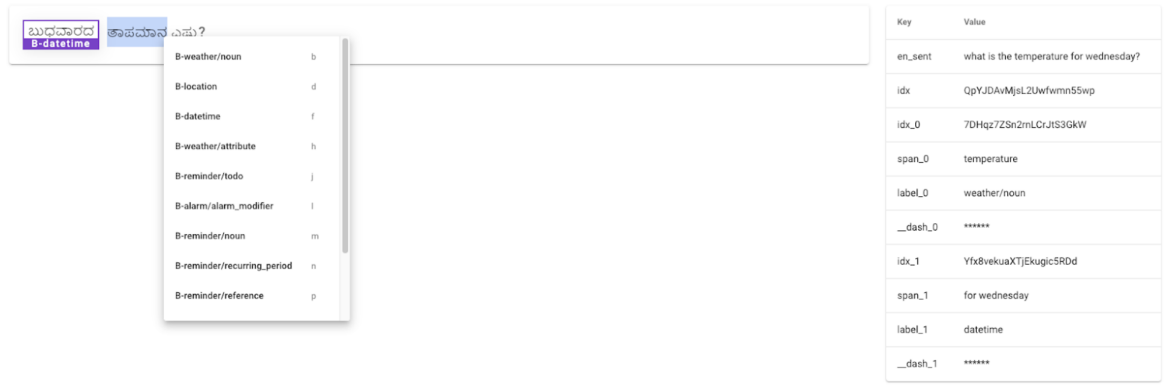 ಬುಧವಾರದ ತಾಪಮಾನ ಎಷ್ಟು?
B-datetime
B-weather/noun b
B-location d
B-datetime f
B-weather/attribute h
B-reminder/todo j
B-alarm/alarm_modifier l
B-reminder/noun m
B-reminder/recurring_period n
B-reminder/reference p
Key Value
en_sent what is the temperature for wednesday?
idx QpYJDAvMjsL2Uwfwmn55wp
idx_0 7DHqz7ZSn2rnLCrJtS3GkW
span_0 temperature
label_0 weather/noun
__dash_0 ******
idx_1 Yfx8vekuaXTjEkugic5RDd
span_1 for wednesday
label_1 datetime
__dash_1 ******